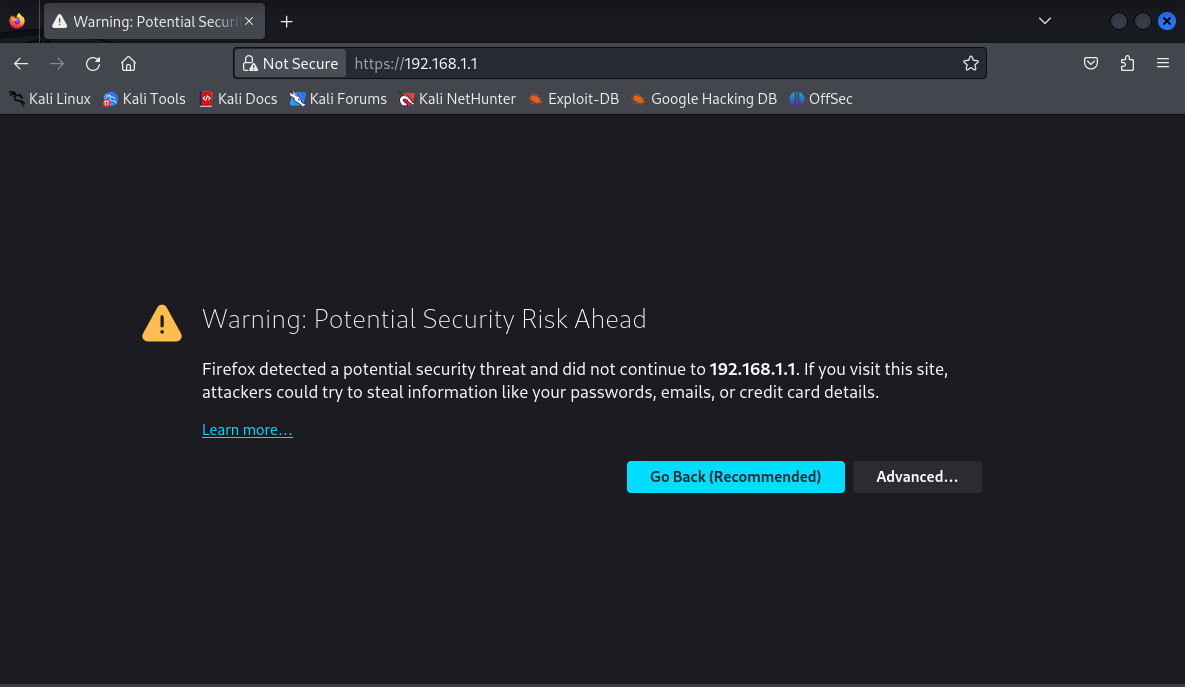 Warning: Potential Securi
Not Secure https://192.168.1.1
Kali Linux Kali Tools Kali Docs Kali Forums Kali NetHunter Exploit-DB Google Hacking DB OffSec
Warning: Potential Security Risk Ahead
Firefox detected a potential security threat and did not continue to 192.168.1.1. If you visit this site,
attackers could try to steal information like your passwords, emails, or credit card details.
Learn more…
Go Back (Recommended) Advanced…